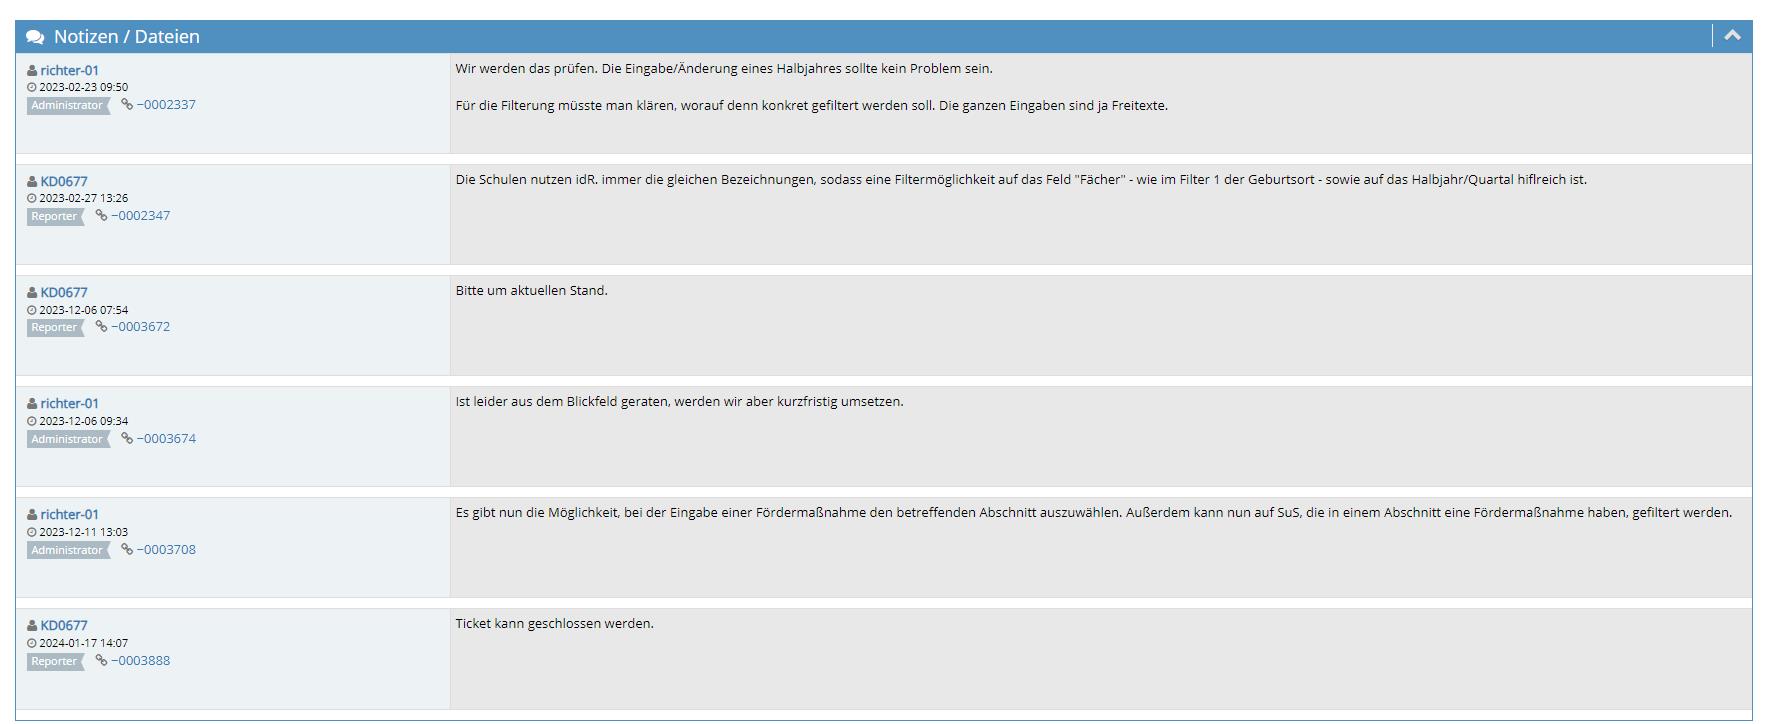 Notizen / Dateien
richter-01
2023-02-23 09:50
Administrator ~0002337
Wir werden das prüfen. Die Eingabe/Änderung eines Halbjahres sollte kein Problem sein.
Für die Filterung müsste man klären, worauf denn konkret gefiltert werden soll. Die ganzen Eingaben sind ja Freitexte.
KD0677
2023-02-27 13:26
Reporter ~0002347
Die Schulen nutzen idR. immer die gleichen Bezeichnungen, sodass eine Filtermöglichkeit auf das Feld "Fächer" - wie im Filter 1 der Geburtsort - sowie auf das Halbjahr/Quartal hiflreich ist.
KD0677
2023-12-06 07:54
Reporter ~0003672
Bitte um aktuellen Stand.
richter-01
2023-12-06 09:34
Administrator ~0003674
Ist leider aus dem Blickfeld geraten, werden wir aber kurzfristig umsetzen.
richter-01
2023-12-11 13:03
Administrator ~0003708
Es gibt nun die Möglichkeit, bei der Eingabe einer Fördermaßnahme den betreffenden Abschnitt auszuwählen. Außerdem kann nun auf SuS, die in einem Abschnitt eine Fördermaßnahme haben, gefiltert werden.
KD0677
2024-01-17 14:07
Reporter ~0003888
Ticket kann geschlossen werden.